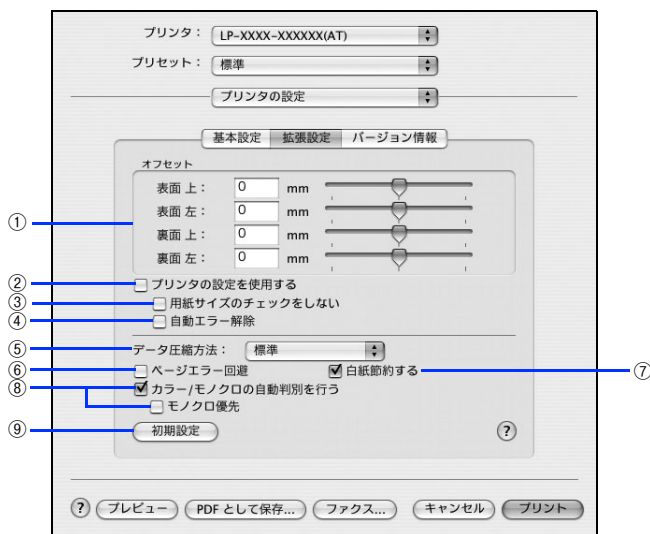 プリンタ： LP-XXXX-XXXXXX(AT)
プリセット： 標準
プリンタの設定
基本設定 拡張設定 バージョン情報
オフセット
① 表面 上： 0 mm
表面 左： 0 mm
裏面 上： 0 mm
裏面 左： 0 mm
② プリンタの設定を使用する
③ 用紙サイズのチェックをしない
④ 自動エラー解除
⑤ データ圧縮方法： 標準
⑥ ページエラー回避 白紙節約する ⑦
⑧ カラー/モノクロの自動判別を行う
モノクロ優先
⑨ 初期設定 ?
? プレビュー PDF として保存... ファクス... キャンセル プリント